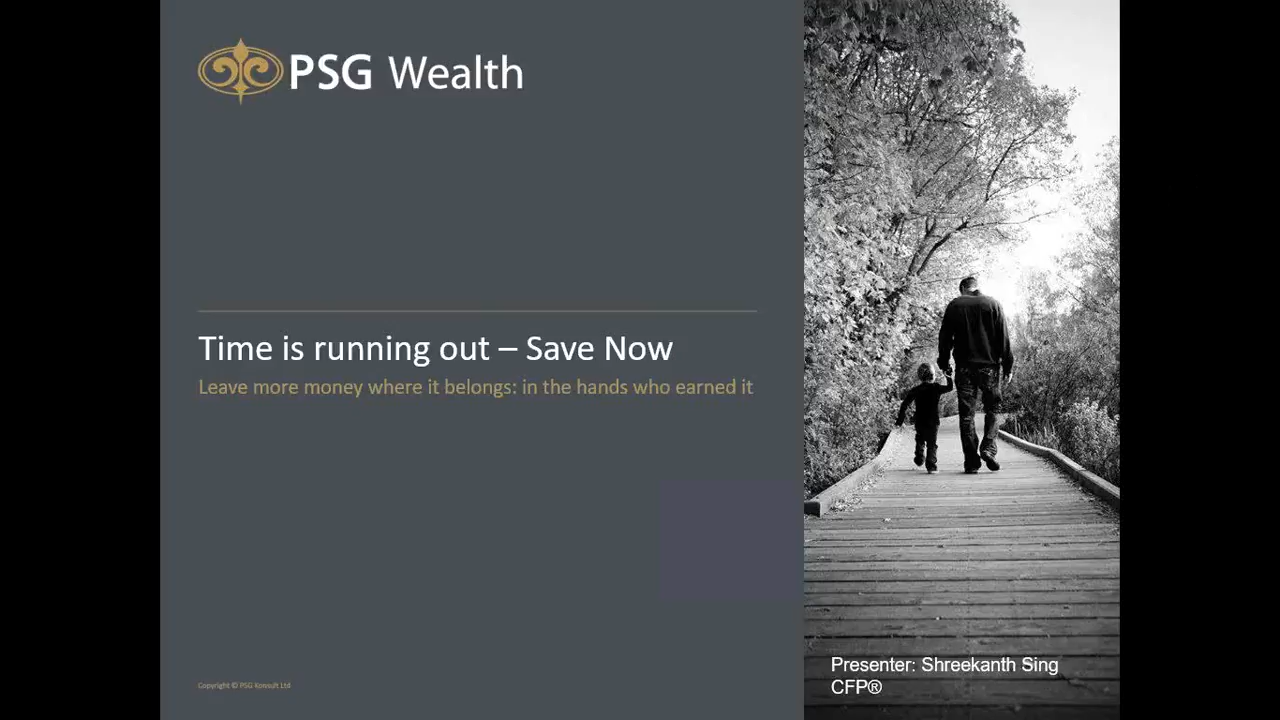 PSG Wealth
Time is running out – Save Now
Leave more money where it belongs: in the hands who earned it
Copyright © PSG Konsult Ltd
Presenter: Shreekanth Sing
CFP®